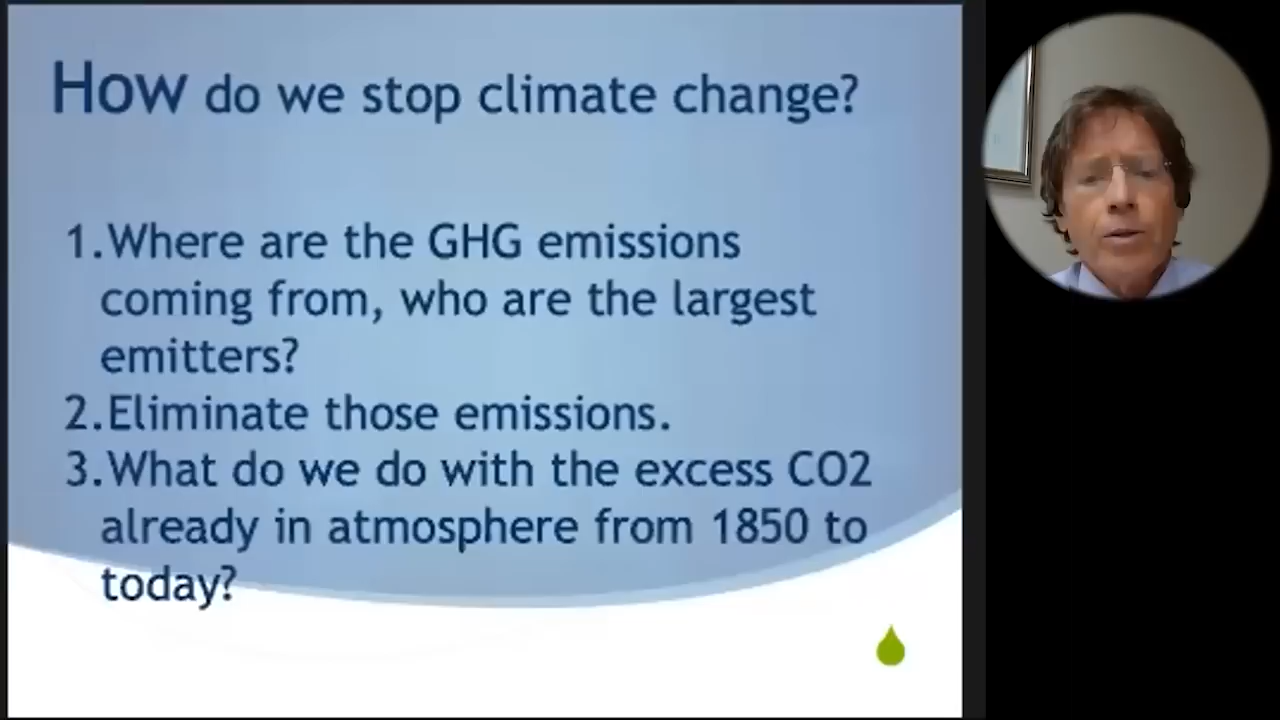 How do we stop climate change?
1.Where are the GHG emissions
coming from, who are the largest
emitters?
2.Eliminate those emissions.
3.What do we do with the excess CO2
already in atmosphere from 1850 to
today?